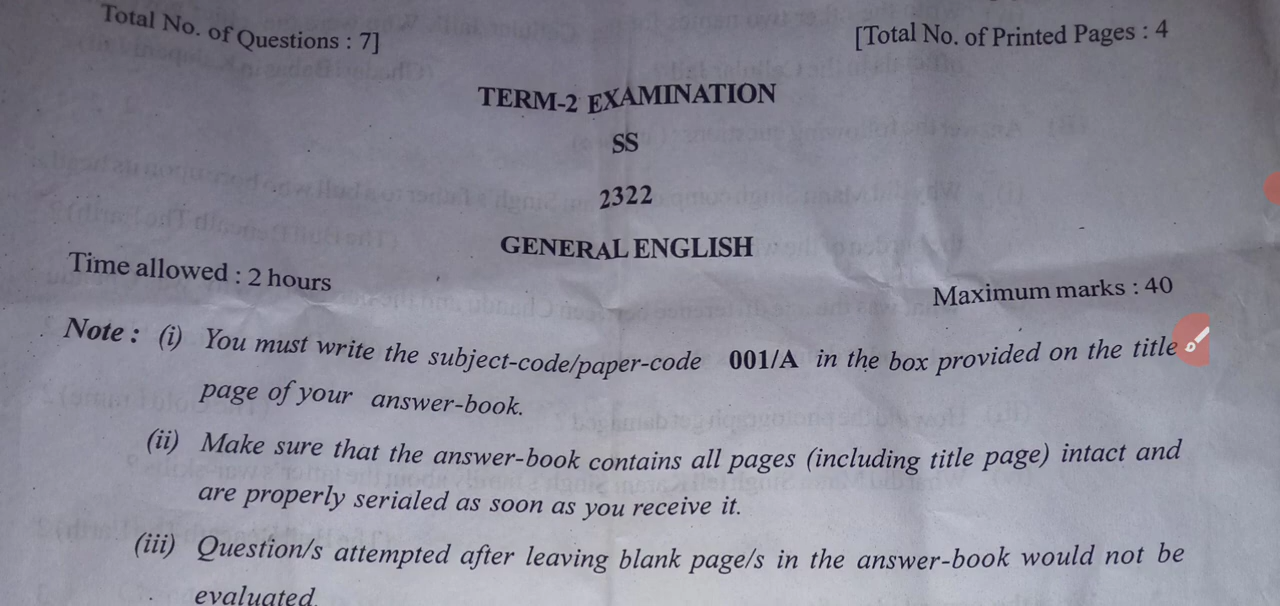 Total No. of Questions : 7]
[Total No. of Printed Pages : 4
TERM-2 EXAMINATION
SS
2322
GENERAL ENGLISH
Time allowed : 2 hours
Maximum marks : 40
Note : (i) You must write the subject-code/paper-code 001/A in the box provided on the title
page of your answer-book.
(ii) Make sure that the answer-book contains all pages (including title page) intact and
are properly serialed as soon as you receive it.
(iii) Question/s attempted after leaving blank page/s in the answer-book would not be
evaluated.